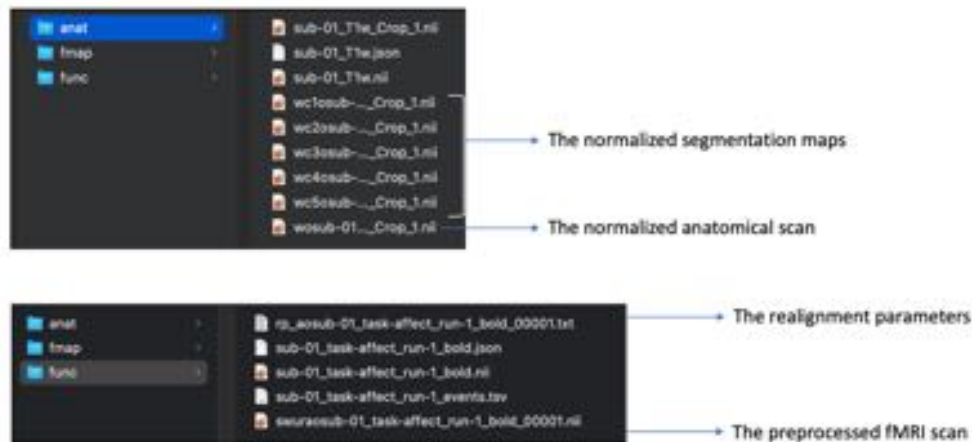 anat
fmap
func
sub-01_T1w_Crop_1.nii
sub-01_T1w.json
sub-01_T1w.nii
wc1osub-..._Crop_1.nii
wc2osub-..._Crop_1.nii
wc3osub-..._Crop_1.nii
wc4osub-..._Crop_1.nii
wc5osub-..._Crop_1.nii
wosub-01..._Crop_1.nii
The normalized segmentation maps
The normalized anatomical scan
anat
fmap
func
rp_aosub-01_task-affect_run-1_bold_00001.txt
sub-01_task-affect_run-1_bold.json
sub-01_task-affect_run-1_bold.nii
sub-01_task-affect_run-1_events.tsv
swuraosub-01_task-affect_run-1_bold_00001.nii
The realignment parameters
The preprocessed fMRI scan